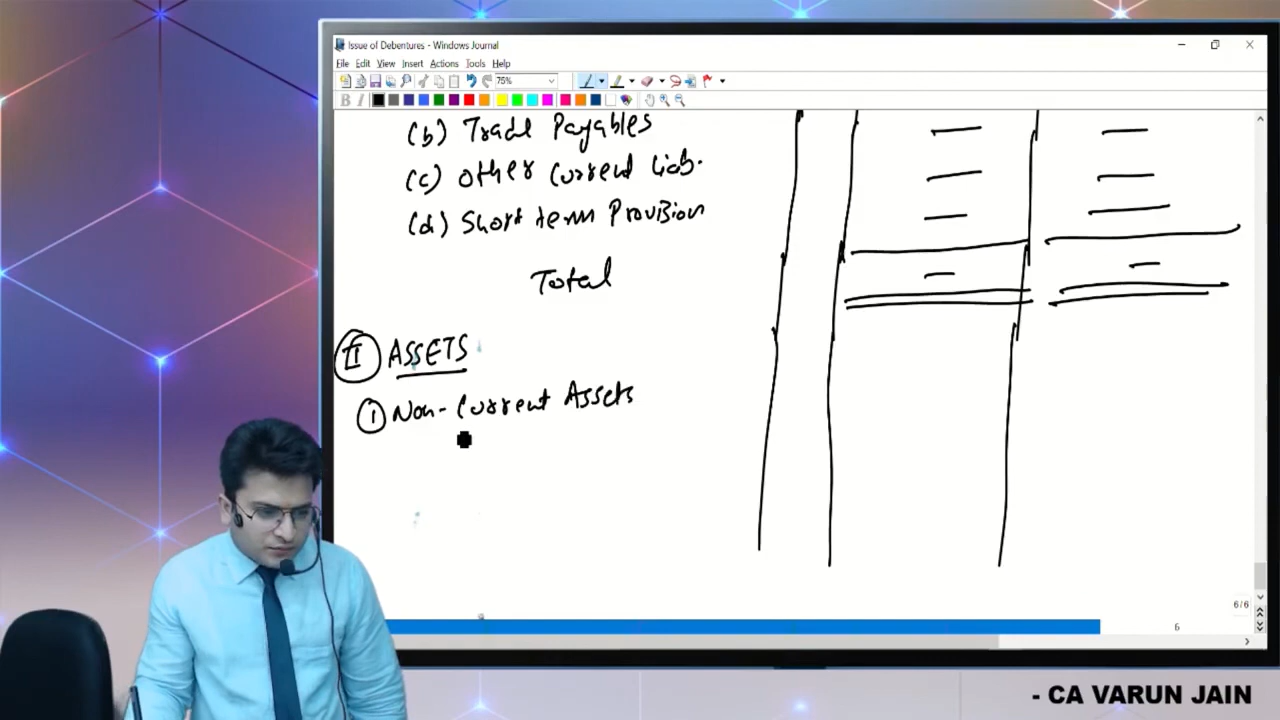 Issue of Debentures - Windows Journal
File Edit View Insert Actions Tools Help
75%
B I
(b) Trade Payables
(c) Other Current Liab.
(d) Short term Provision
Total
II ASSETS
1 Non-Current Assets
6/6
6
- CA VARUN JAIN